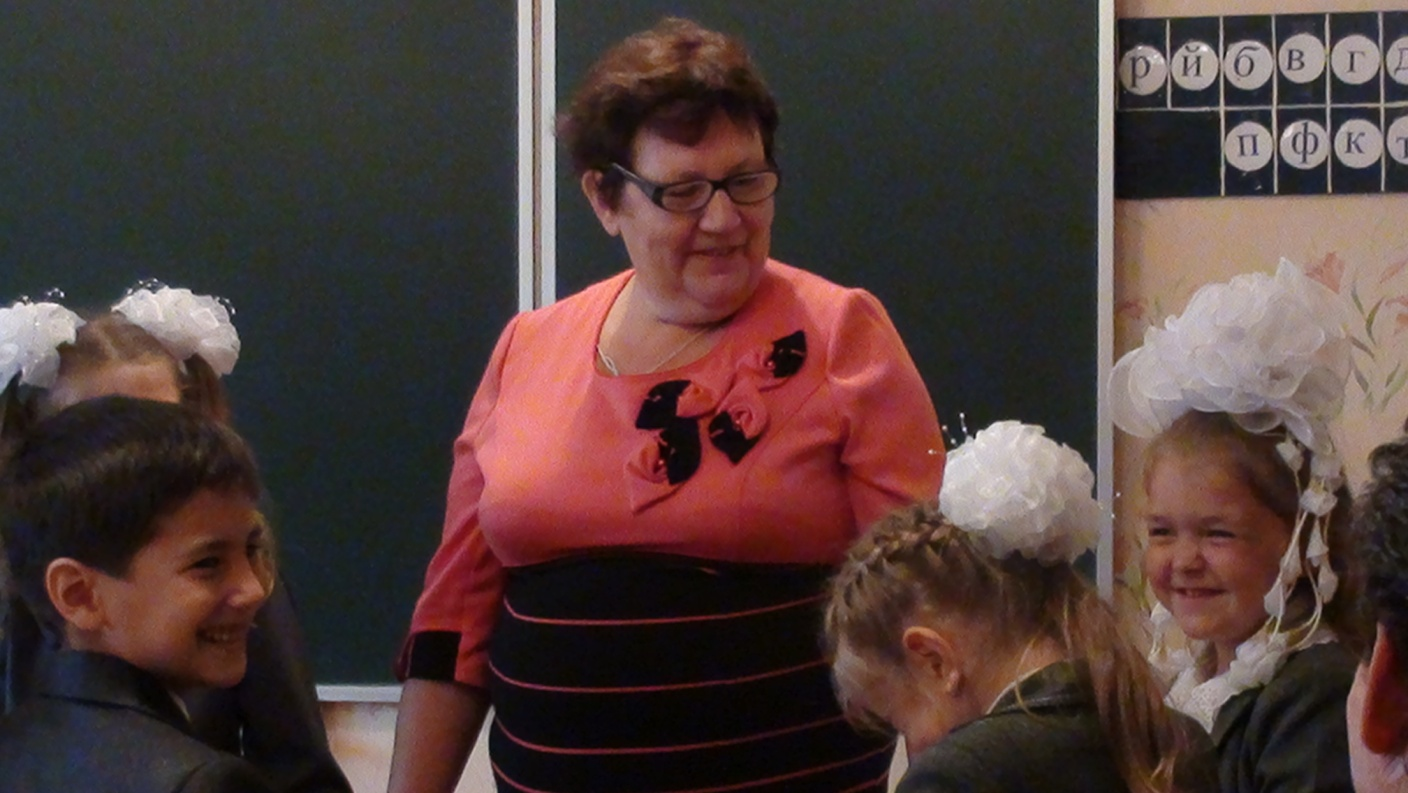 р й б в г д
п ф к т